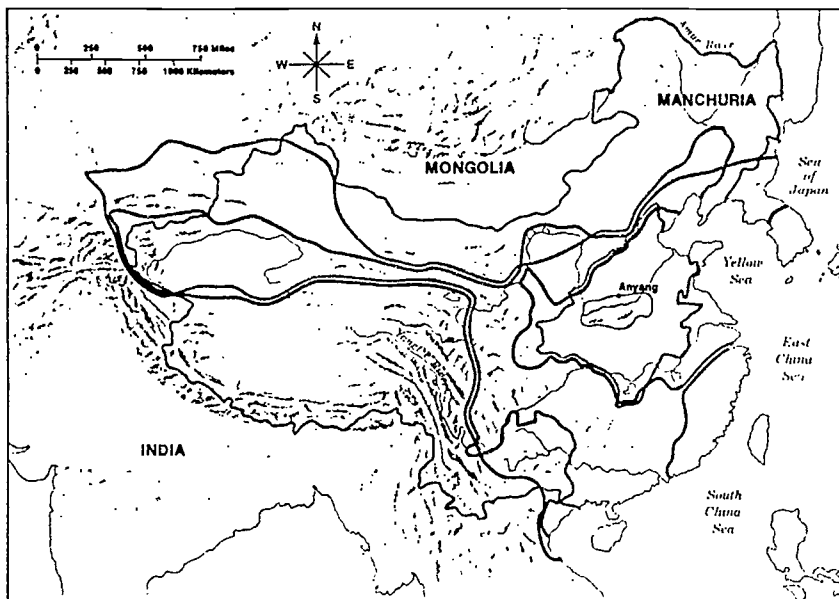 N
0 250 500 750 Miles
0 250 500 750 1000 Kilometers
W E
S
Amur
MANCHURIA
MONGOLIA
Sea
of
Japan
Yellow
Sea
Anyang
East
China
Sea
INDIA
South
China
Sea